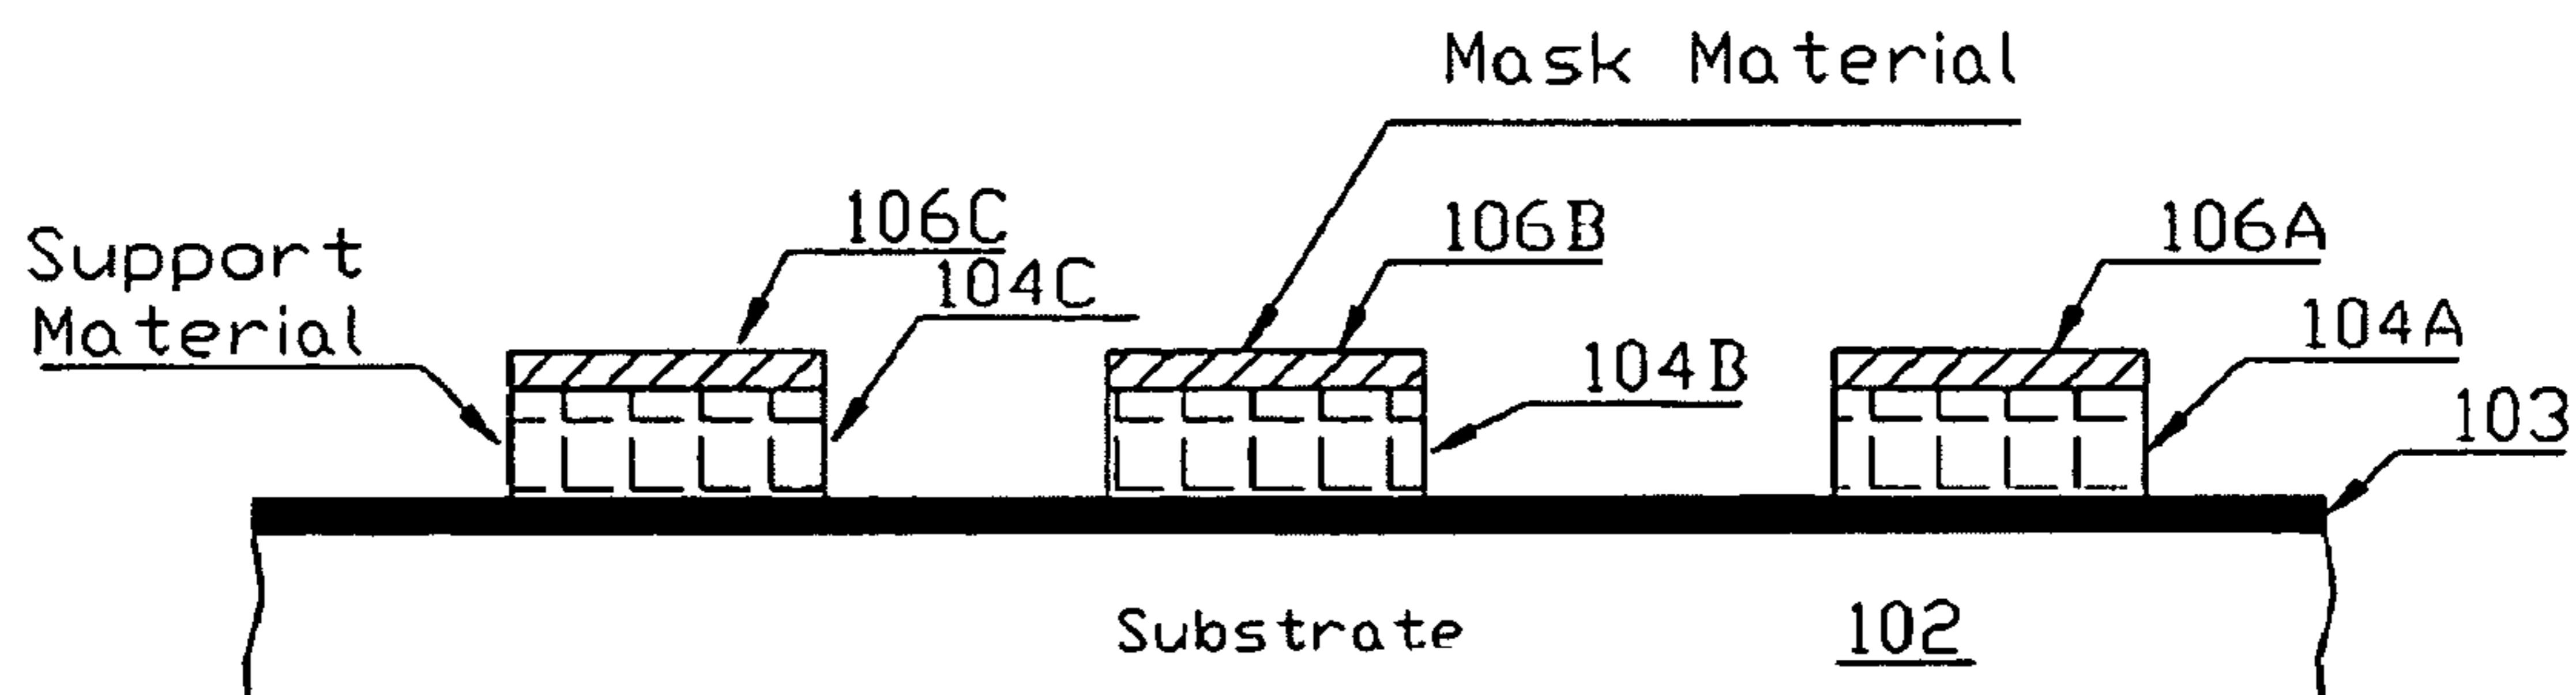 Mask Material
106C
106B
106A
Support
Material
104C
104A
104B
103
Substrate
102